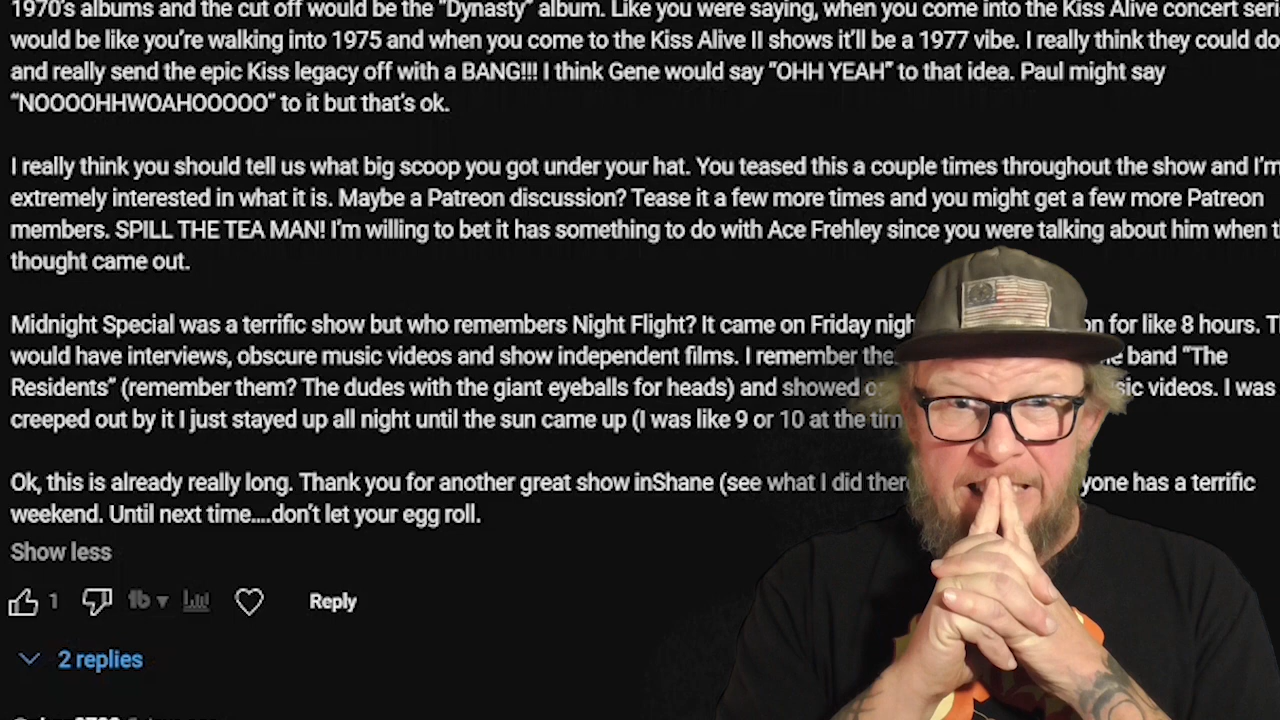 1970's albums and the cut off would be the “Dynasty” album. Like you were saying, when you come into the Kiss Alive concert seri
would be like you're walking into 1975 and when you come to the Kiss Alive II shows it'll be a 1977 vibe. I really think they could do
and really send the epic Kiss legacy off with a BANG!!! I think Gene would say “OHH YEAH” to that idea. Paul might say
“NOOOOHHWOAHOOOOO” to it but that's ok.
I really think you should tell us what big scoop you got under your hat. You teased this a couple times throughout the show and I'm
extremely interested in what it is. Maybe a Patreon discussion? Tease it a few more times and you might get a few more Patreon
members. SPILL THE TEA MAN! I'm willing to bet it has something to do with Ace Frehley since you were talking about him when t
thought came out.
Midnight Special was a terrific show but who remembers Night Flight? It came on Friday nigh on for like 8 hours. T
would have interviews, obscure music videos and show independent films. I remember the e band “The
Residents” (remember them? The dudes with the giant eyeballs for heads) and showed o sic videos. I was
creeped out by it I just stayed up all night until the sun came up (I was like 9 or 10 at the tim
Ok, this is already really long. Thank you for another great show inShane (see what I did ther yone has a terrific
weekend. Until next time....don't let your egg roll.
Show less
1
Reply
2 replies